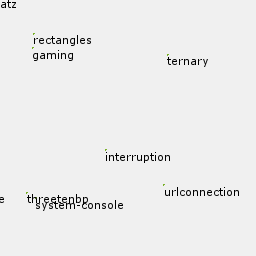 atz
rectangles
gaming
ternary
interruption
urlconnection
e
threetenbp
system-console